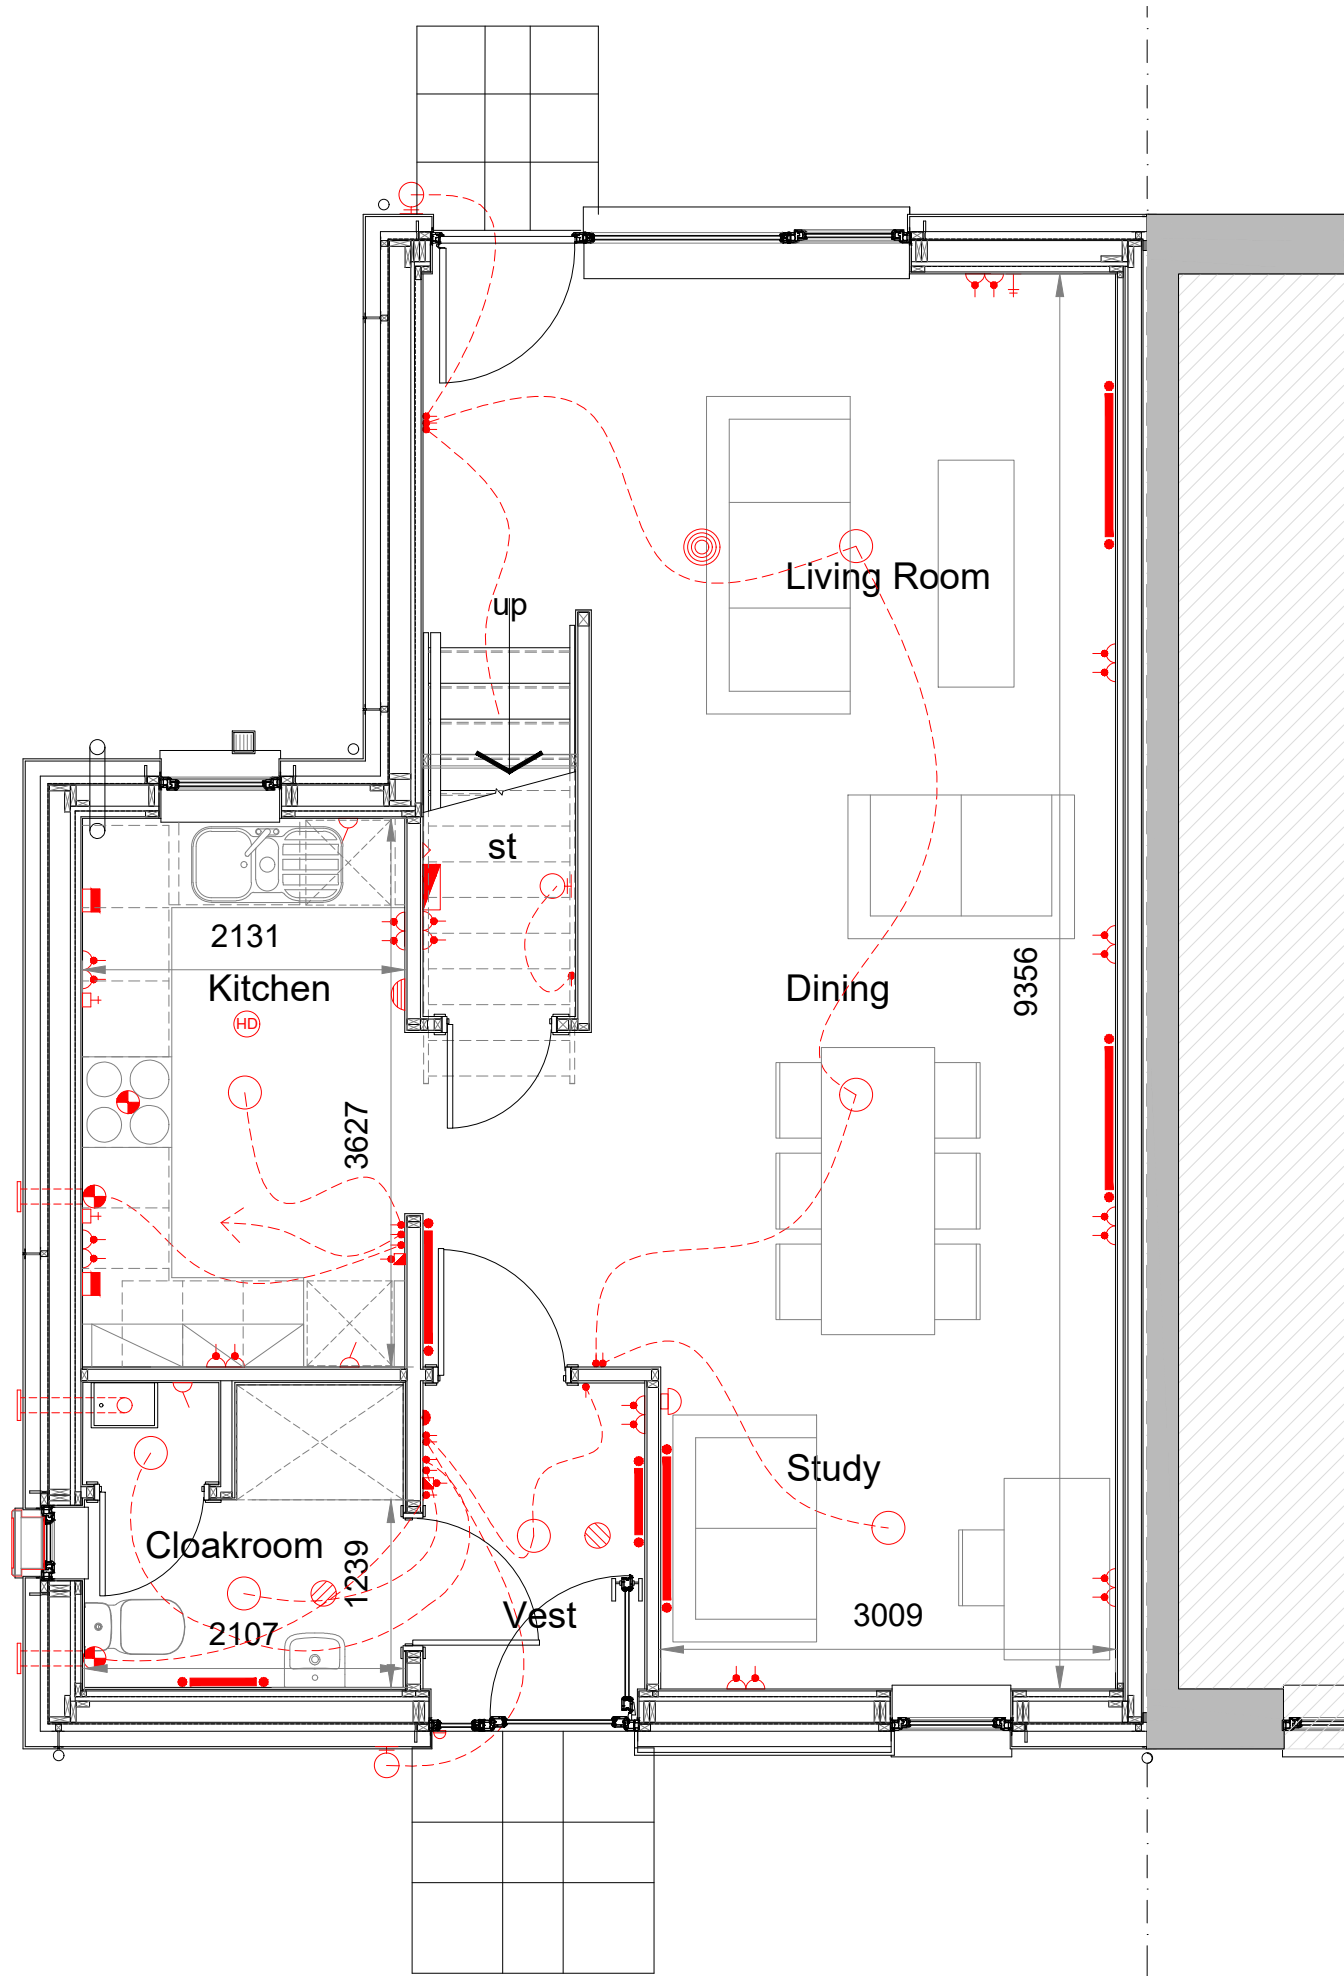 up
Living Room
st
2131
Kitchen
HD
Dining
9356
3627
Study
Cloakroom
1239
2107
Vest
3009